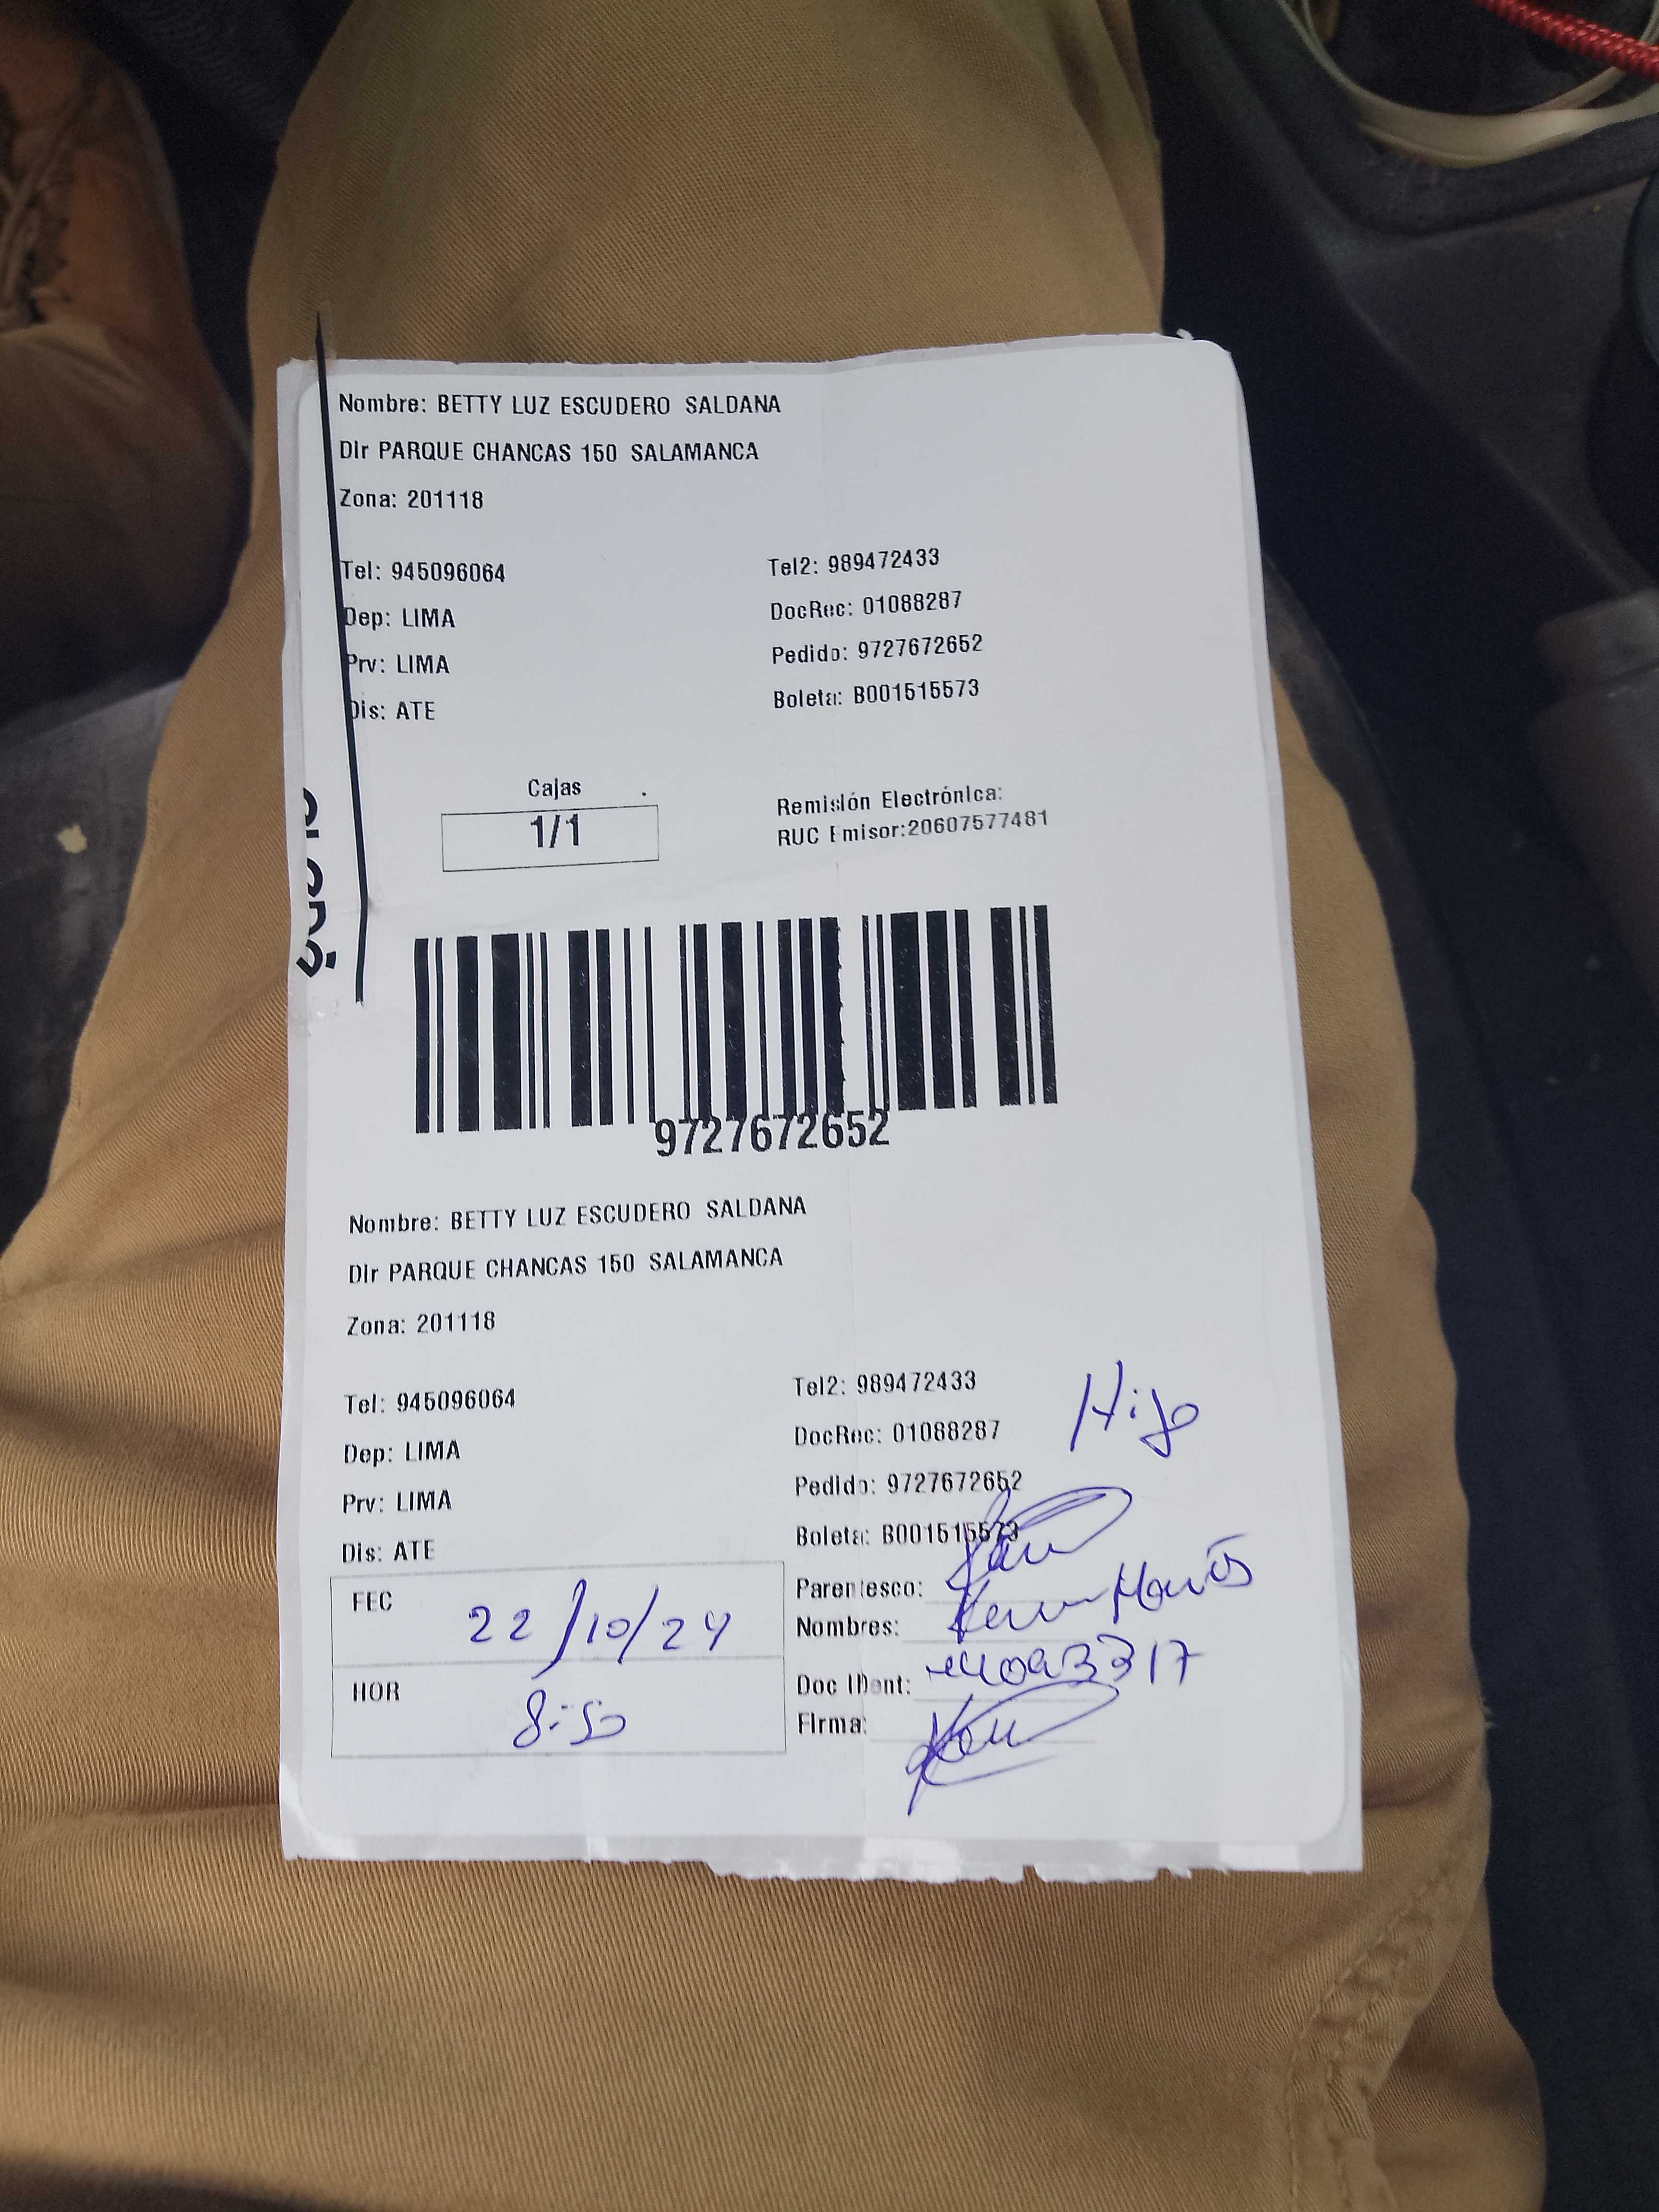 Nombre: BETTY LUZ ESCUDERO SALDANA
Dir PARQUE CHANCAS 150 SALAMANCA
Zona: 201118
Tel: 945096064
Tel2: 989472433
Dep: LIMA
DocRec: 01088287
Prv: LIMA
Pedido: 9727672652
Dis: ATE
Boleta: B001515573
Cajas
1/1
Remisión Electrónica:
RUC Emisor:20607577481
9727672652
Nombre: BETTY LUZ ESCUDERO SALDANA
Dir PARQUE CHANCAS 150 SALAMANCA
Zona: 201118
Tel: 945096064
Tel2: 989472433
Hijo
Dep: LIMA
DocRec: 01088287
Prv: LIMA
Pedido: 9727672652
Dis: ATE
Boleta: B001515573
FEC 22/10/24
Parentesco:
Nombres:
HOR 8:50
Doc IDent:
Firma: